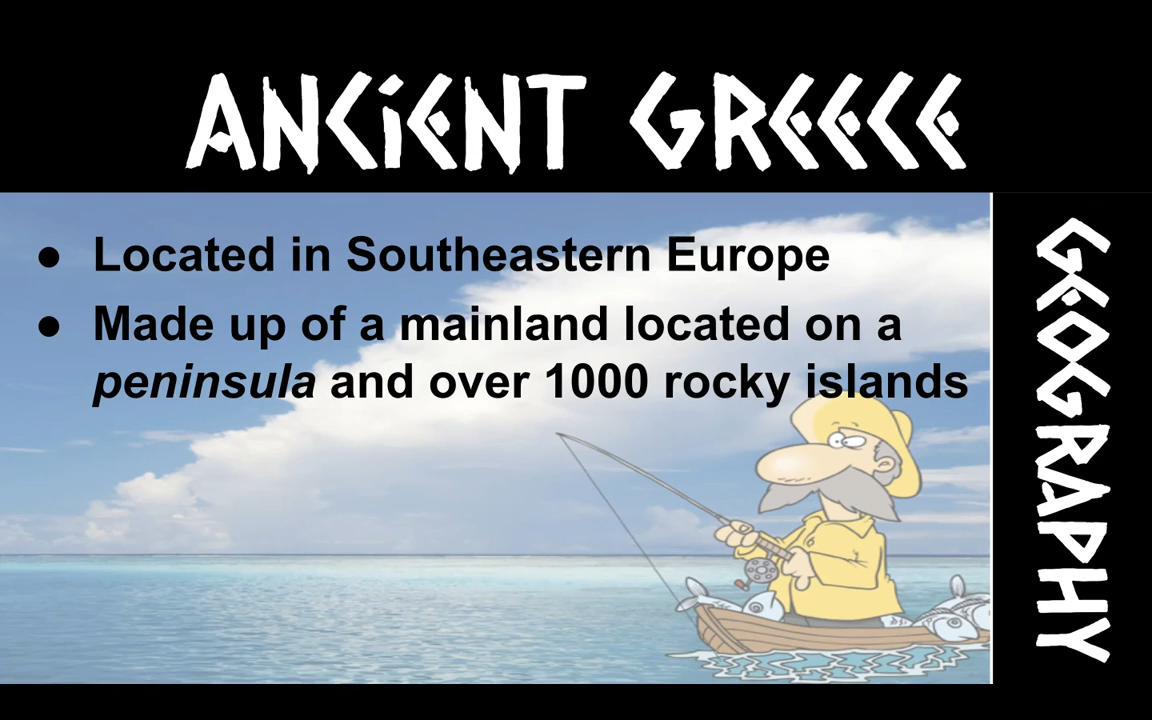 ANCiENT GREECE
● Located in Southeastern Europe
● Made up of a mainland located on a
peninsula and over 1000 rocky islands
GEOGRAPHY